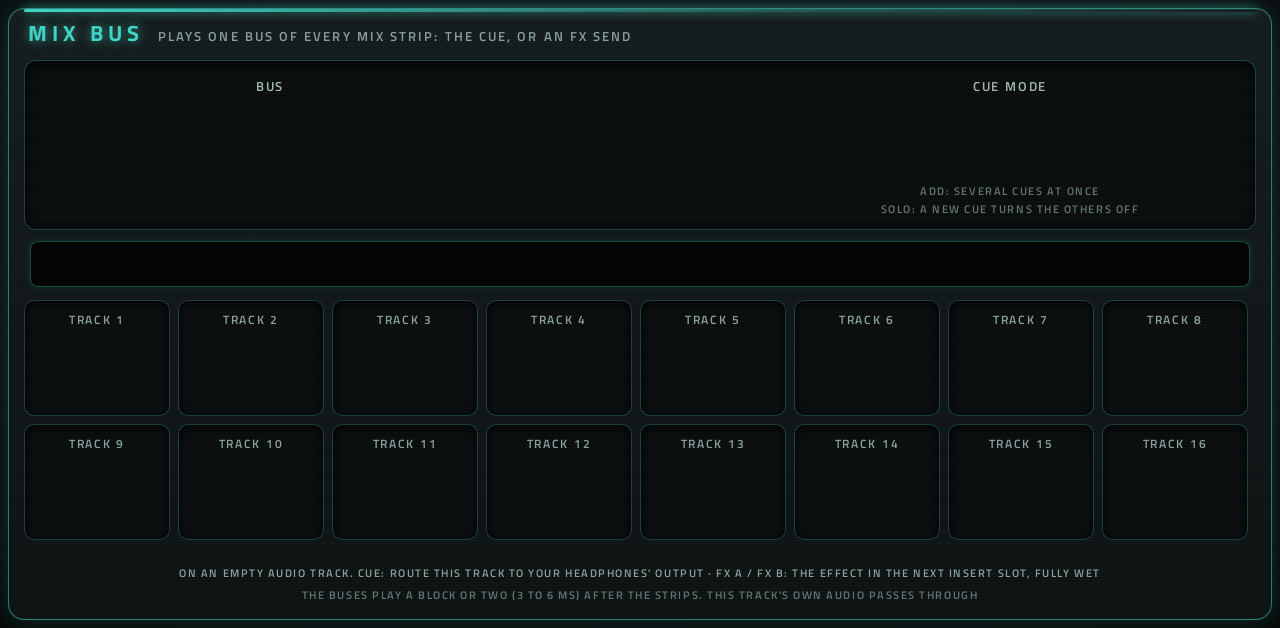 MIX BUS PLAYS ONE BUS OF EVERY MIX STRIP: THE CUE, OR AN FX SEND
BUS CUE MODE
ADD: SEVERAL CUES AT ONCE
SOLO: A NEW CUE TURNS THE OTHERS OFF
TRACK 1 TRACK 2 TRACK 3 TRACK 4 TRACK 5 TRACK 6 TRACK 7 TRACK 8
TRACK 9 TRACK 10 TRACK 11 TRACK 12 TRACK 13 TRACK 14 TRACK 15 TRACK 16
ON AN EMPTY AUDIO TRACK. CUE: ROUTE THIS TRACK TO YOUR HEADPHONES' OUTPUT · FX A / FX B: THE EFFECT IN THE NEXT INSERT SLOT, FULLY WET
THE BUSES PLAY A BLOCK OR TWO (3 TO 6 MS) AFTER THE STRIPS. THIS TRACK'S OWN AUDIO PASSES THROUGH